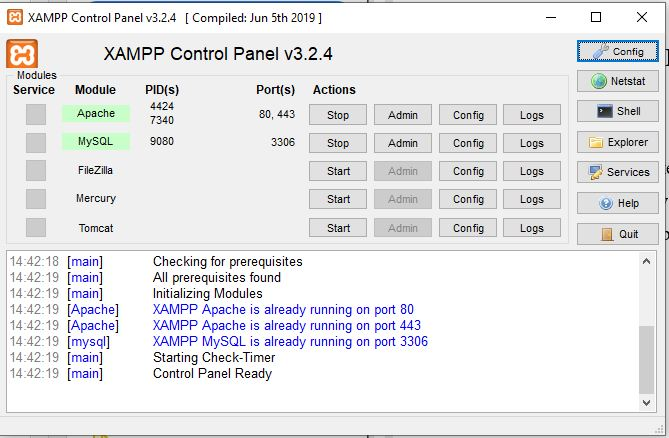 XAMPP Control Panel v3.2.4 [ Compiled: Jun 5th 2019 ]
XAMPP Control Panel v3.2.4
Config
Modules
Service Module PID(s) Port(s) Actions
Netstat
Apache 4424 7340 80, 443 Stop Admin Config Logs
Shell
MySQL 9080 3306 Stop Admin Config Logs
Explorer
FileZilla Start Admin Config Logs
Services
Mercury Start Admin Config Logs
Help
Tomcat Start Admin Config Logs
Quit
14:42:18 [main] Checking for prerequisites
14:42:19 [main] All prerequisites found
14:42:19 [main] Initializing Modules
14:42:19 [Apache] XAMPP Apache is already running on port 80
14:42:19 [Apache] XAMPP Apache is already running on port 443
14:42:19 [mysql] XAMPP MySQL is already running on port 3306
14:42:19 [main] Starting Check-Timer
14:42:19 [main] Control Panel Ready